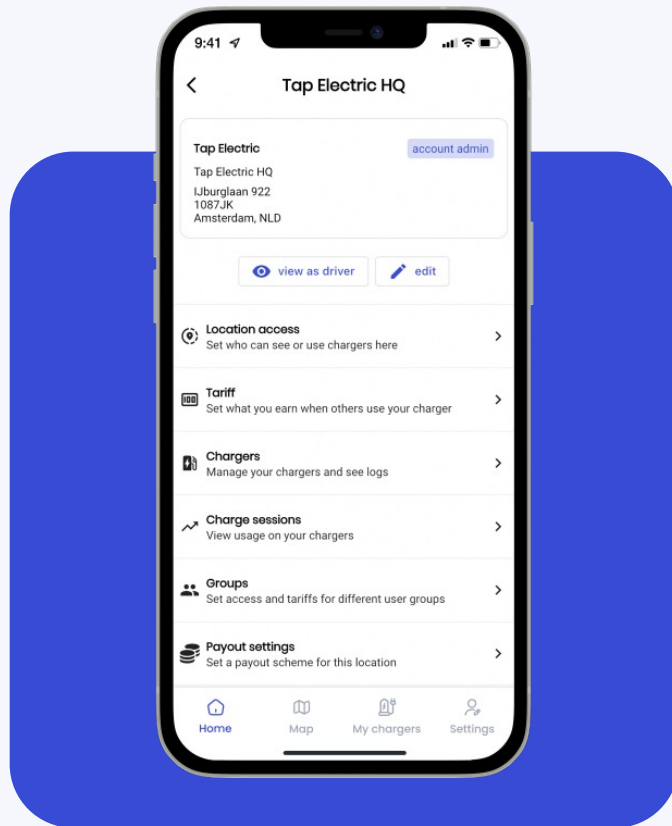 9:41
Tap Electric HQ
Tap Electric
account admin
Tap Electric HQ
IJburglaan 922
1087JK
Amsterdam, NLD
view as driver
edit
Location access
Set who can see or use chargers here
Tariff
Set what you earn when others use your charger
Chargers
Manage your chargers and see logs
Charge sessions
View usage on your chargers
Groups
Set access and tariffs for different user groups
Payout settings
Set a payout scheme for this location
Home
Map
My chargers
Settings